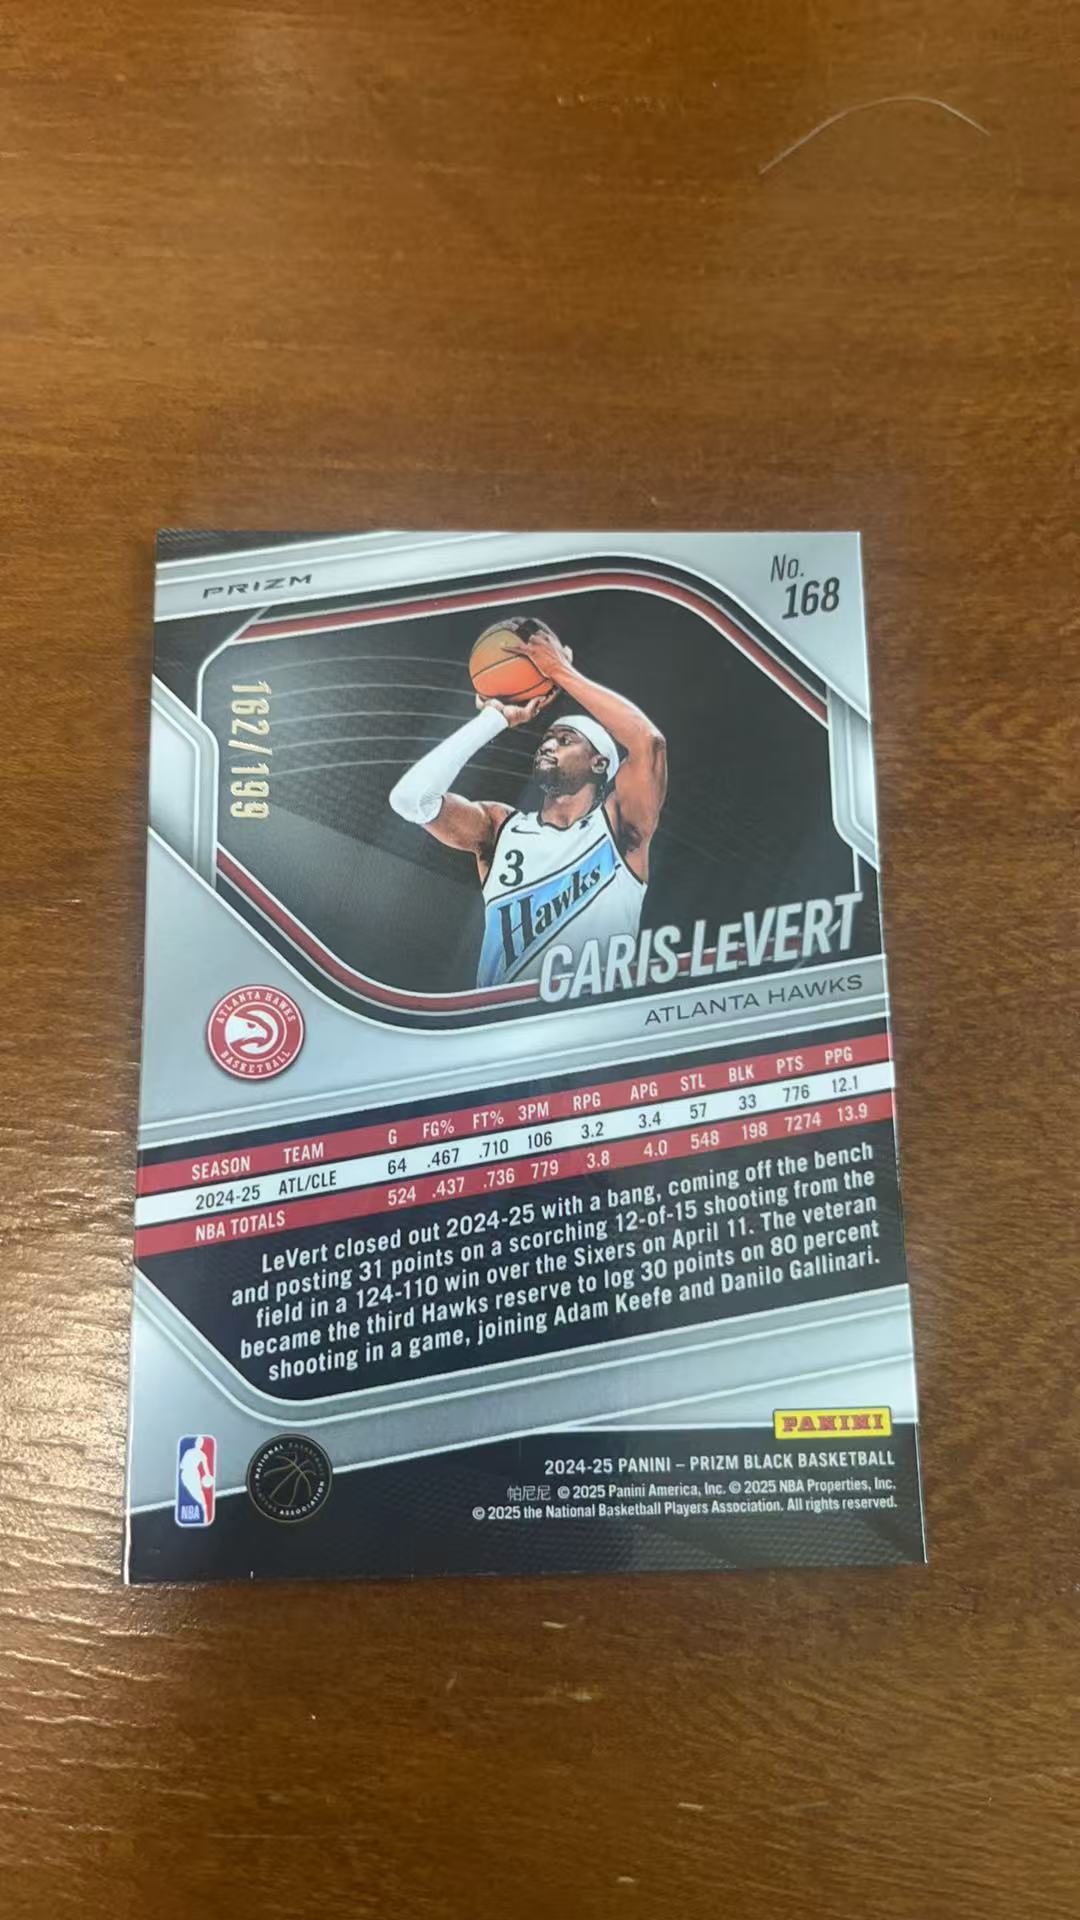 PRIZM
No.
168
162/199
3
Hawks
CARIS LeVERT
ATLANTA HAWKS
ATLANTA HAWKS
BASKETBALL
SEASON TEAM G FG% FT% 3PM RPG APG STL BLK PTS PPG
2024-25 ATL/CLE 64 .467 .710 106 3.2 3.4 57 33 776 12.1
NBA TOTALS 524 .437 .736 779 3.8 4.0 548 198 7274 13.9
LeVert closed out 2024-25 with a bang, coming off the bench
and posting 31 points on a scorching 12-of-15 shooting from the
field in a 124-110 win over the Sixers on April 11. The veteran
became the third Hawks reserve to log 30 points on 80 percent
shooting in a game, joining Adam Keefe and Danilo Gallinari.
PANINI
NBA
NATIONAL BASKETBALL
PLAYERS ASSOCIATION
2024-25 PANINI – PRIZM BLACK BASKETBALL
帕尼尼 © 2025 Panini America, Inc. © 2025 NBA Properties, Inc.
© 2025 the National Basketball Players Association. All rights reserved.